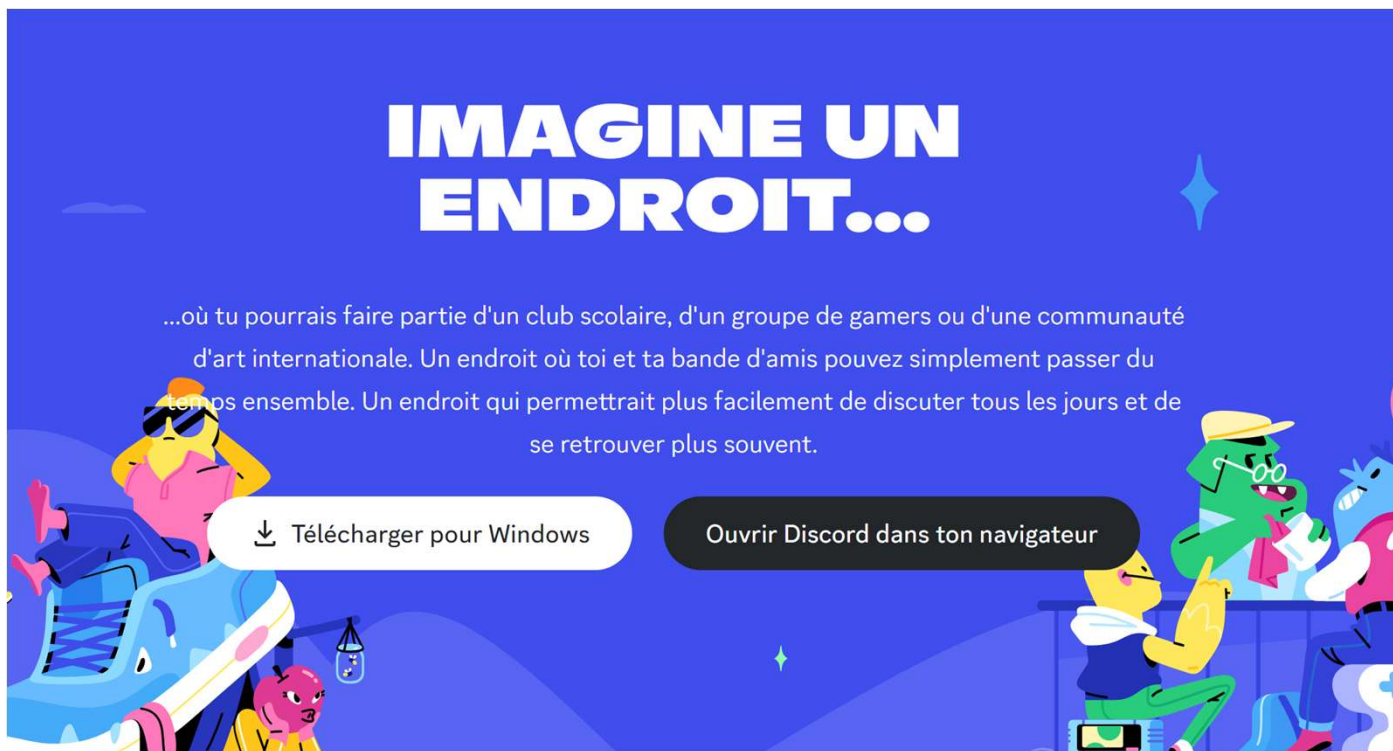 IMAGINE UN
ENDROIT...
...où tu pourrais faire partie d'un club scolaire, d'un groupe de gamers ou d'une communauté
d'art internationale. Un endroit où toi et ta bande d'amis pouvez simplement passer du
temps ensemble. Un endroit qui permettrait plus facilement de discuter tous les jours et de
se retrouver plus souvent.
Télécharger pour Windows
Ouvrir Discord dans ton navigateur